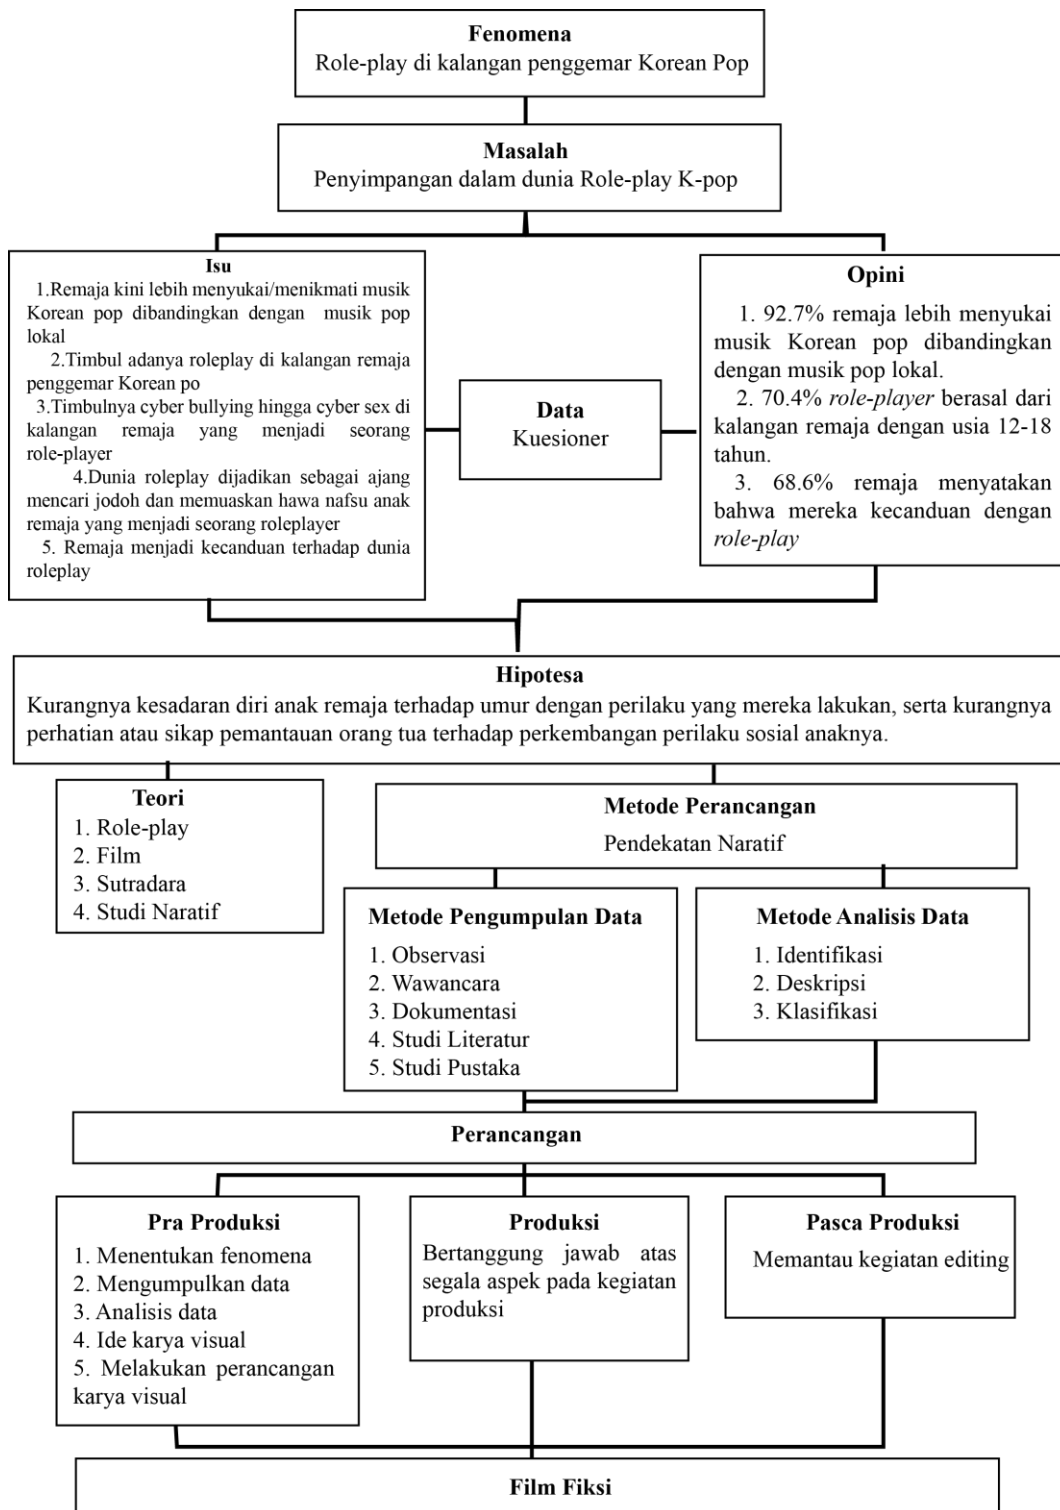 Fenomena
Role-play di kalangan penggemar Korean Pop
Masalah
Penyimpangan dalam dunia Role-play K-pop
Isu
1.Remaja kini lebih menyukai/menikmati musik
Korean pop dibandingkan dengan musik pop
lokal
2.Timbul adanya roleplay di kalangan remaja
penggemar Korean po
3.Timbulnya cyber bullying hingga cyber sex di
kalangan remaja yang menjadi seorang
role-player
4.Dunia roleplay dijadikan sebagai ajang
mencari jodoh dan memuaskan hawa nafsu anak
remaja yang menjadi seorang roleplayer
5. Remaja menjadi kecanduan terhadap dunia
roleplay
Data
Kuesioner
Opini
1. 92.7% remaja lebih menyukai
musik Korean pop dibandingkan
dengan musik pop lokal.
2. 70.4% role-player berasal dari
kalangan remaja dengan usia 12-18
tahun.
3. 68.6% remaja menyatakan
bahwa mereka kecanduan dengan
role-play
Hipotesa
Kurangnya kesadaran diri anak remaja terhadap umur dengan perilaku yang mereka lakukan, serta kurangnya
perhatian atau sikap pemantauan orang tua terhadap perkembangan perilaku sosial anaknya.
Teori
1. Role-play
2. Film
3. Sutradara
4. Studi Naratif
Metode Perancangan
Pendekatan Naratif
Metode Pengumpulan Data
1. Observasi
2. Wawancara
3. Dokumentasi
4. Studi Literatur
5. Studi Pustaka
Metode Analisis Data
1. Identifikasi
2. Deskripsi
3. Klasifikasi
Perancangan
Pra Produksi
1. Menentukan fenomena
2. Mengumpulkan data
3. Analisis data
4. Ide karya visual
5. Melakukan perancangan
karya visual
Produksi
Bertanggung jawab atas
segala aspek pada kegiatan
produksi
Pasca Produksi
Memantau kegiatan editing
Film Fiksi